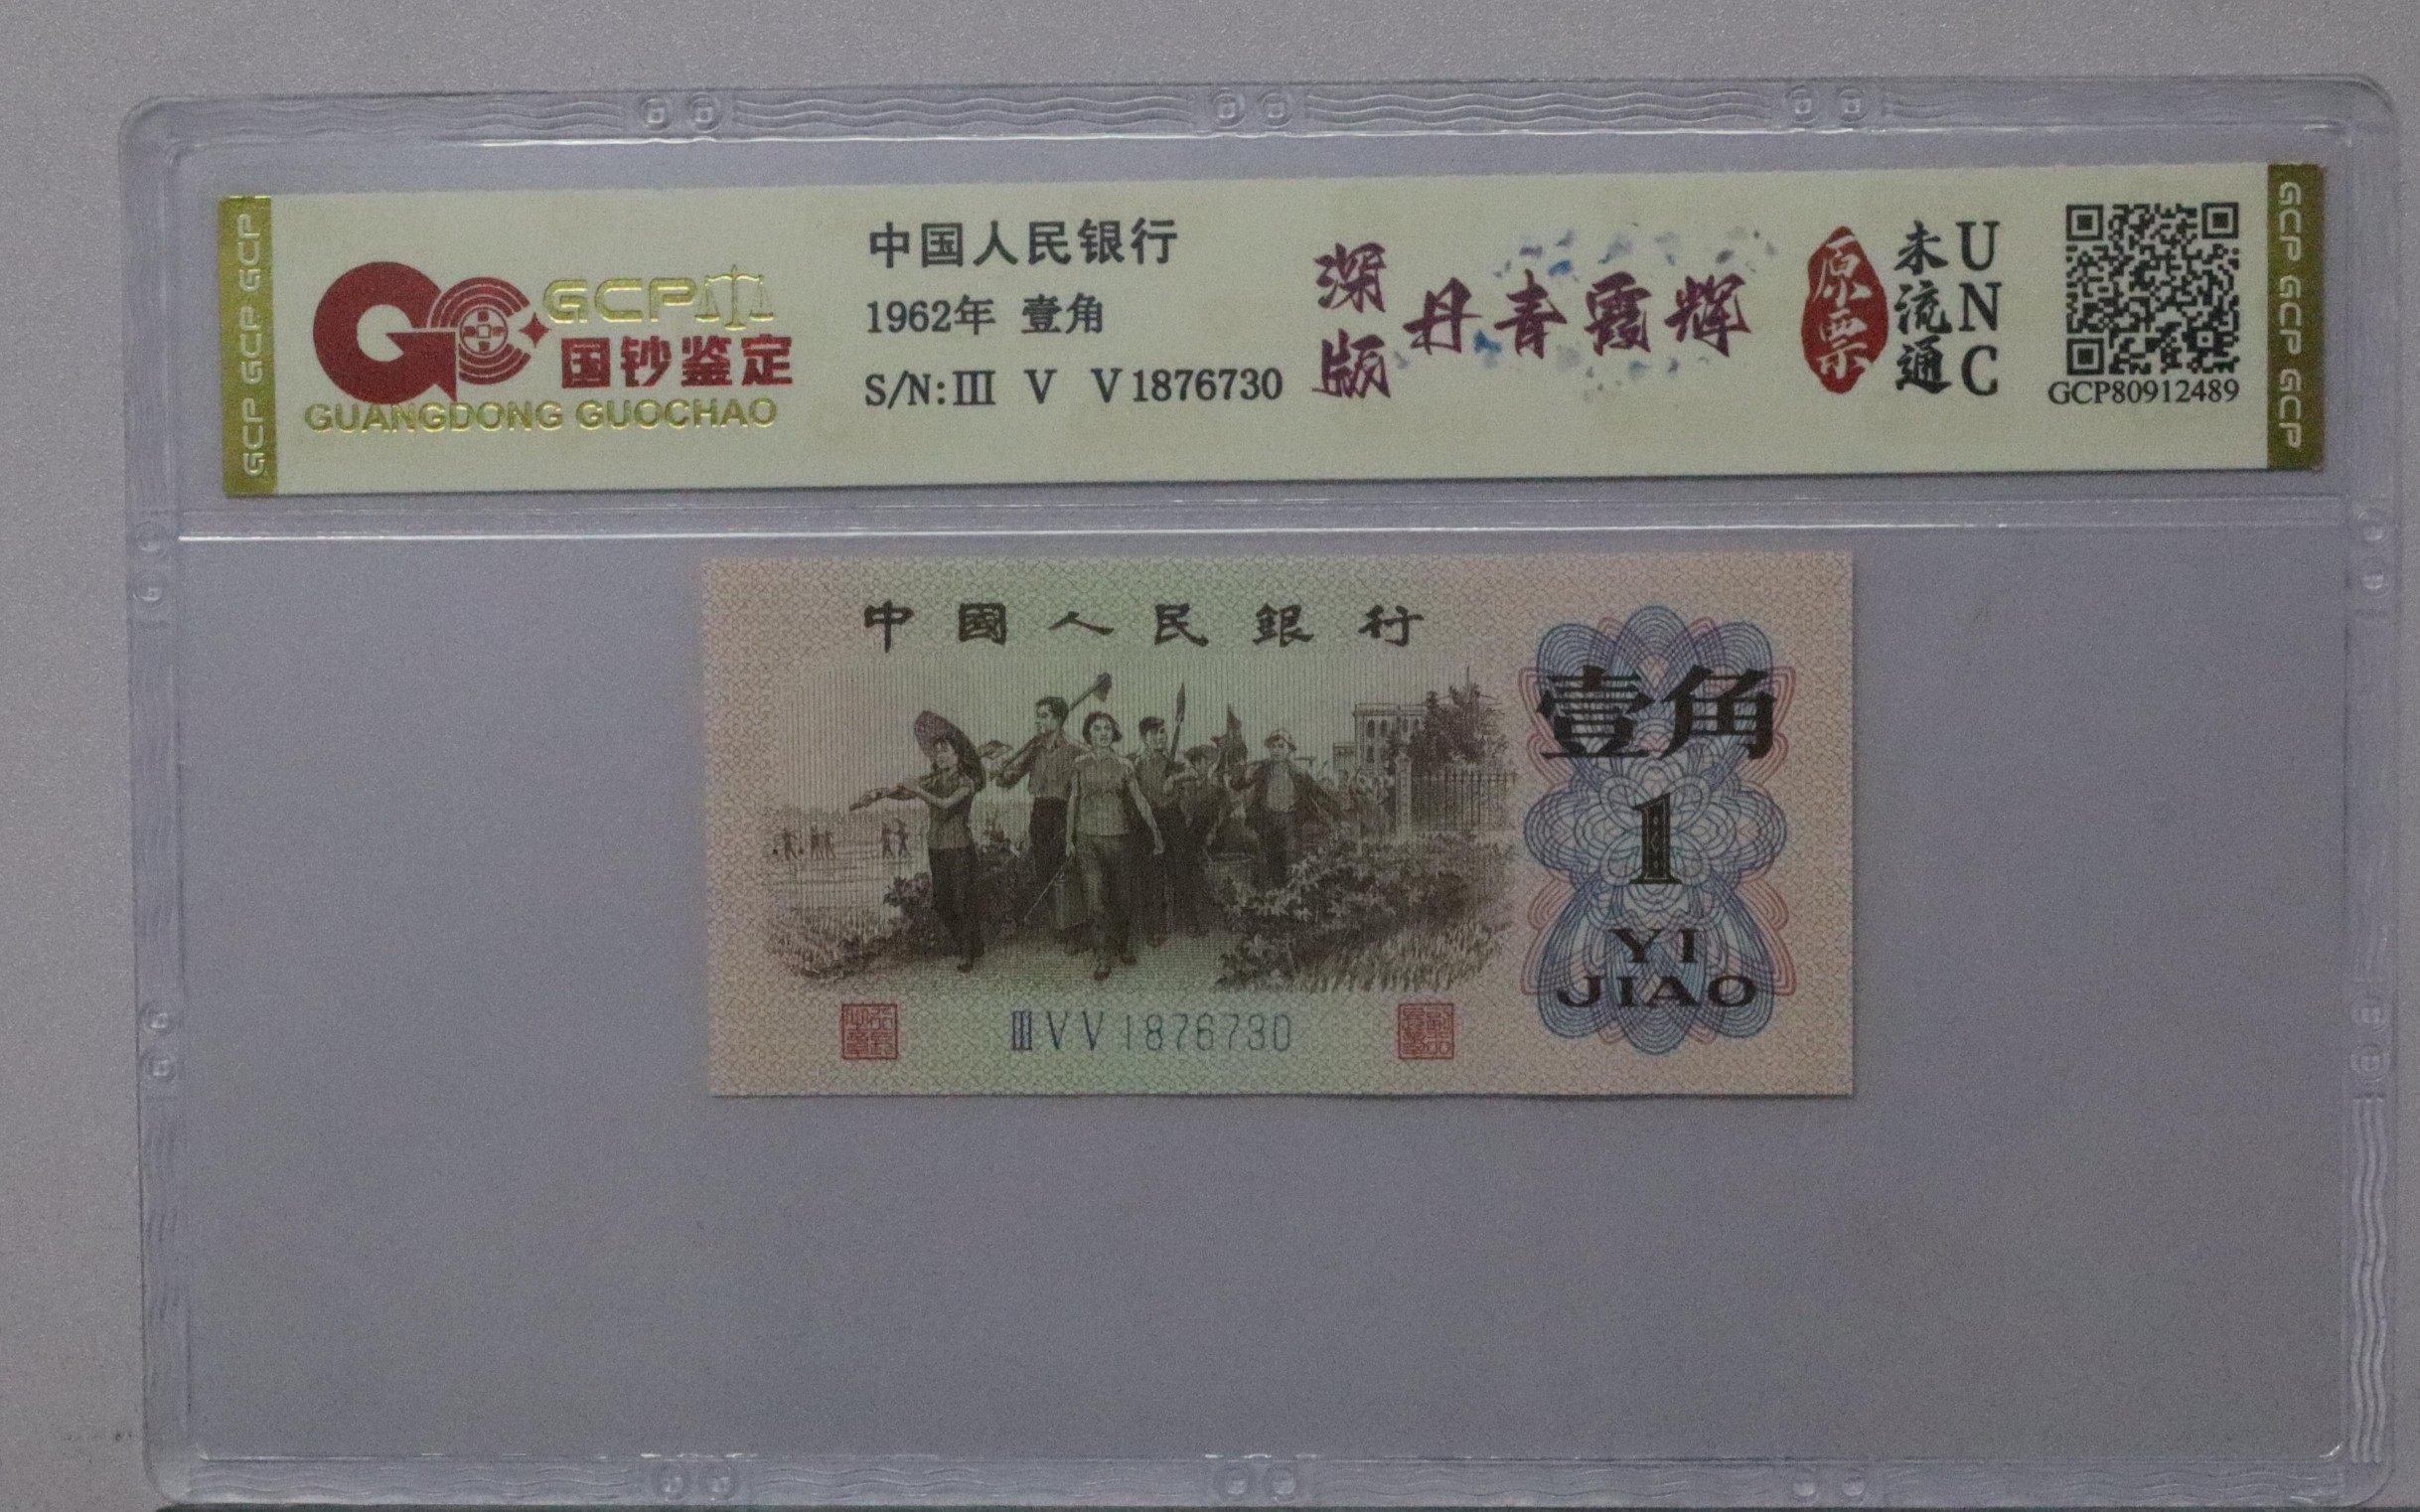 GCP GCP GCP
GCP
国钞鉴定
GUANGDONG GUOCHAO
中国人民银行
1962年 壹角
S/N:Ⅲ V V1876730
深版
丹青霞辉
原票
未流通
UNC
GCP80912489
GCP GCP GCP
中國人民銀行
壹角
1
YI
JIAO
ⅢVV1876730